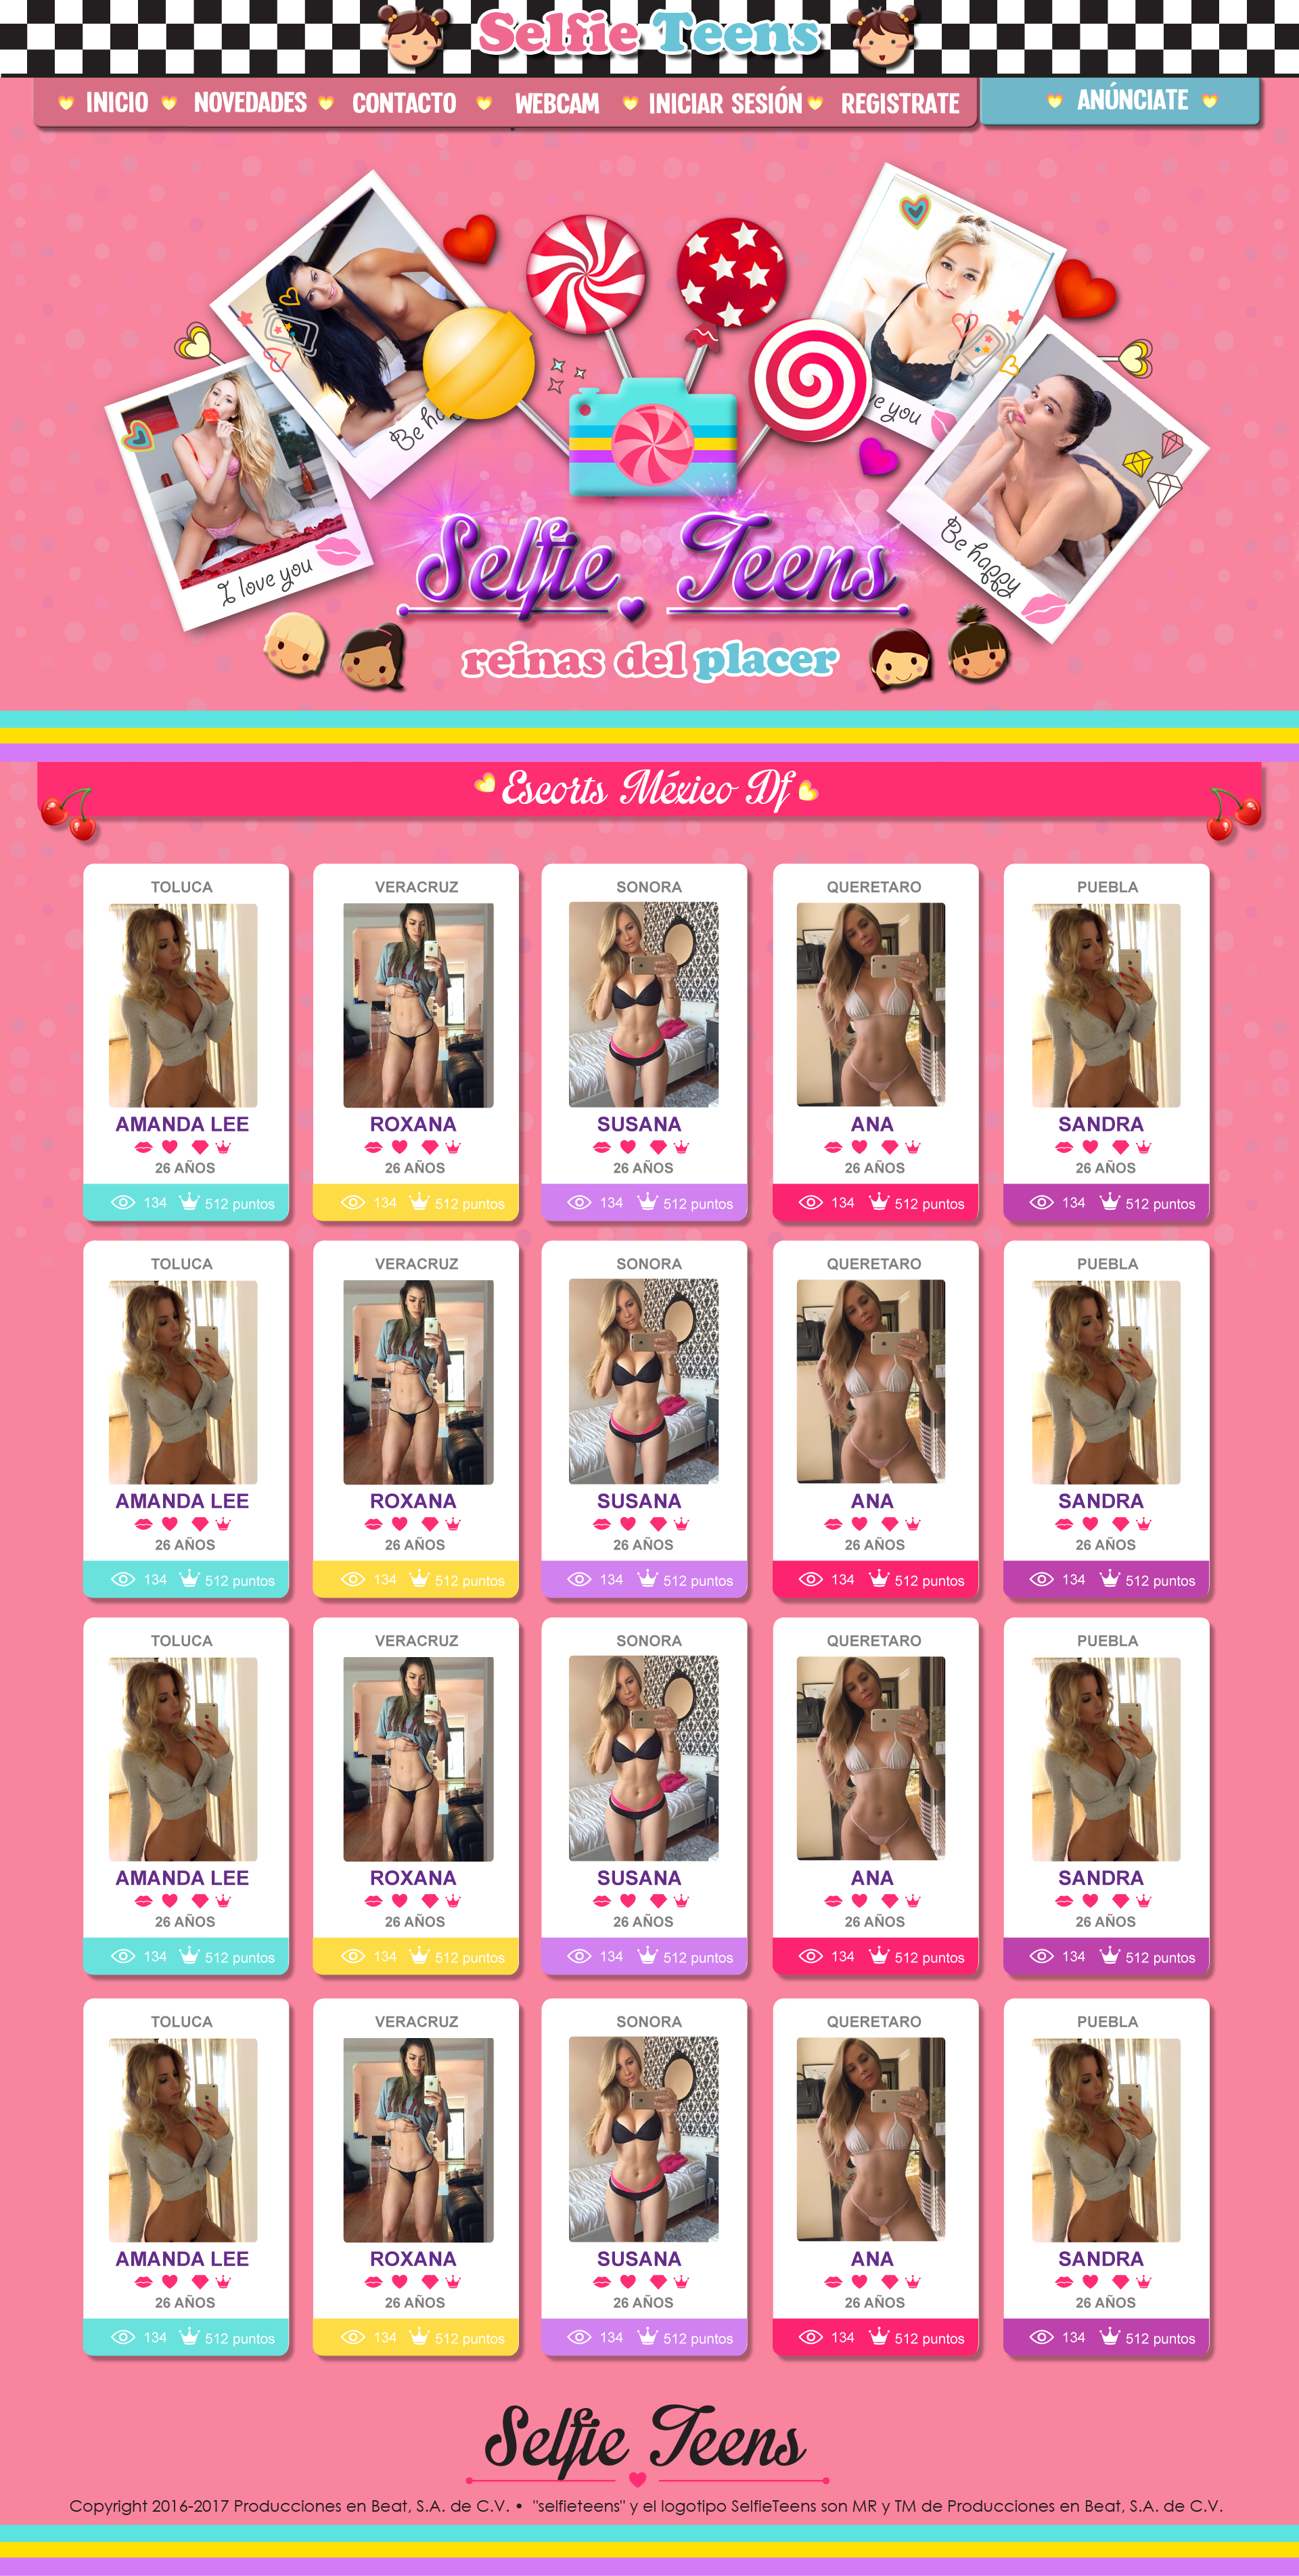 Selfie Teens
INICIO NOVEDADES CONTACTO WEBCAM INICIAR SESIÓN REGISTRATE ANÚNCIATE
I love you
Be ha
ve you
Be happy
Selfie Teens
reinas del placer
Escorts México Df
TOLUCA VERACRUZ SONORA QUERETARO PUEBLA
AMANDA LEE ROXANA SUSANA ANA SANDRA
26 AÑOS 26 AÑOS 26 AÑOS 26 AÑOS 26 AÑOS
134 512 puntos 134 512 puntos 134 512 puntos 134 512 puntos 134 512 puntos
TOLUCA VERACRUZ SONORA QUERETARO PUEBLA
AMANDA LEE ROXANA SUSANA ANA SANDRA
26 AÑOS 26 AÑOS 26 AÑOS 26 AÑOS 26 AÑOS
134 512 puntos 134 512 puntos 134 512 puntos 134 512 puntos 134 512 puntos
TOLUCA VERACRUZ SONORA QUERETARO PUEBLA
AMANDA LEE ROXANA SUSANA ANA SANDRA
26 AÑOS 26 AÑOS 26 AÑOS 26 AÑOS 26 AÑOS
134 512 puntos 134 512 puntos 134 512 puntos 134 512 puntos 134 512 puntos
TOLUCA VERACRUZ SONORA QUERETARO PUEBLA
AMANDA LEE ROXANA SUSANA ANA SANDRA
26 AÑOS 26 AÑOS 26 AÑOS 26 AÑOS 26 AÑOS
134 512 puntos 134 512 puntos 134 512 puntos 134 512 puntos 134 512 puntos
Selfie Teens
Copyright 2016-2017 Producciones en Beat, S.A. de C.V. • "selfieteens" y el logotipo SelfieTeens son MR y TM de Producciones en Beat, S.A. de C.V.